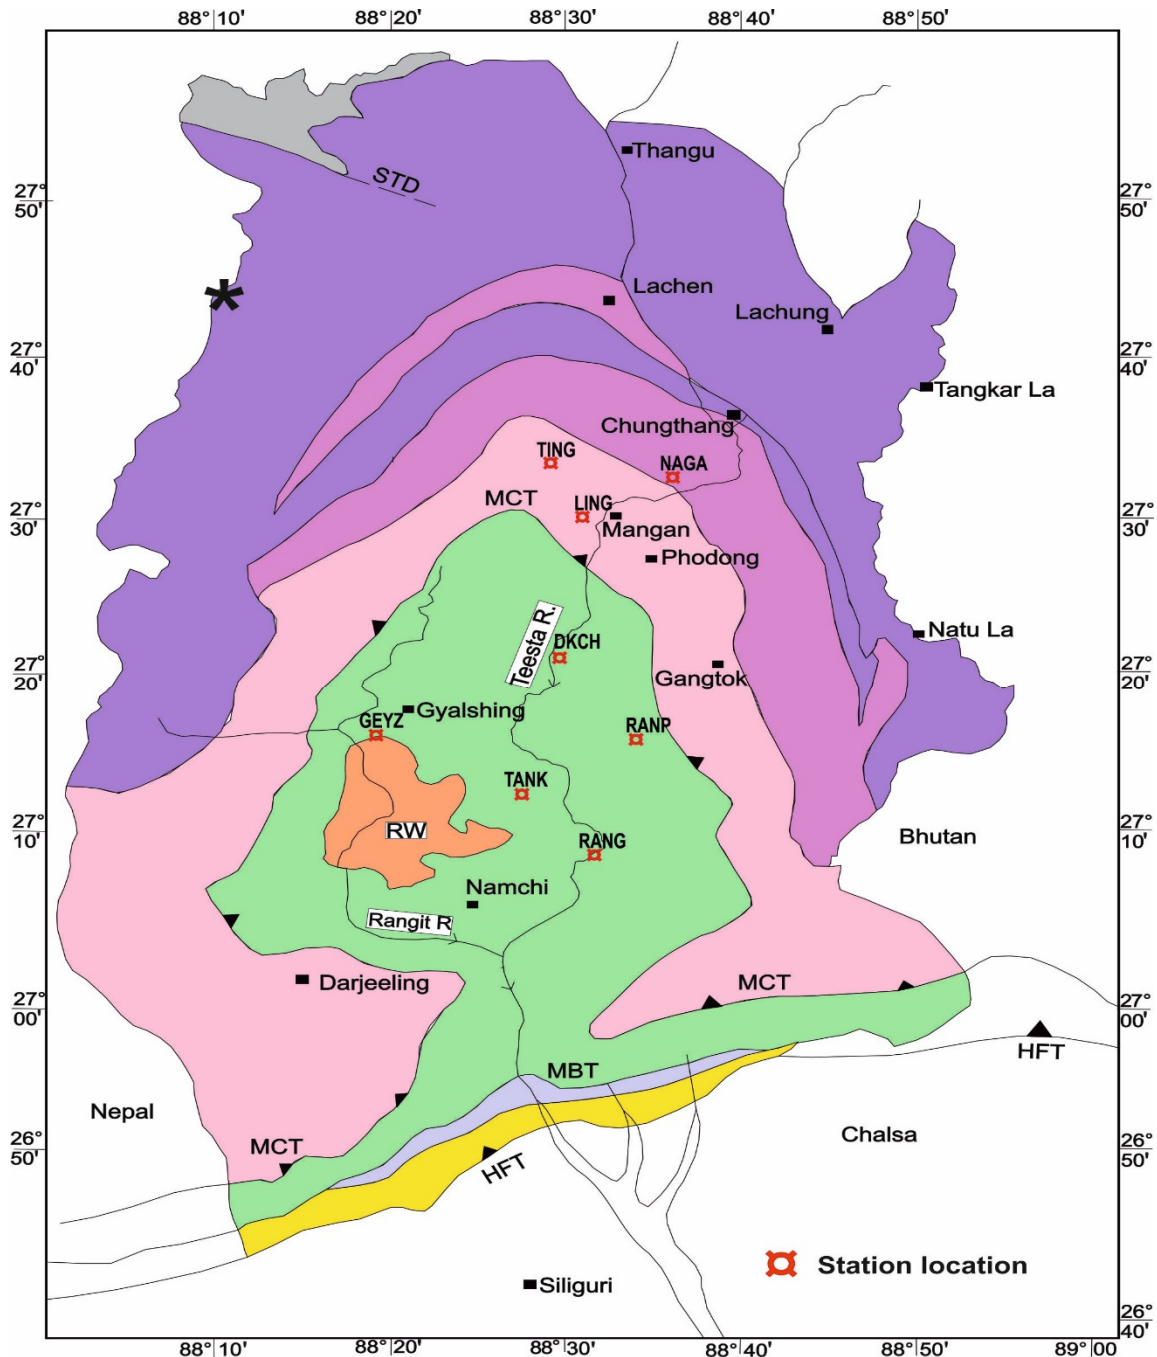 88°10' 88°20' 88°30' 88°40' 88°50'
Thangu
STD
27°
50'
27°
50'
Lachen
Lachung
27°
40'
27°
40'
Tangkar La
Chungthang
TING
NAGA
MCT
LING
27°
30'
27°
30'
Mangan
Phodong
Teesta R.
DKCH
Natu La
27°
20'
27°
20'
Gangtok
Gyalshing
GEYZ
RANP
TANK
27°
10'
27°
10'
RW
RANG
Bhutan
Namchi
Rangit R
Darjeeling
MCT
27°
00'
27°
00'
HFT
MBT
Nepal
Chalsa
MCT
26°
50'
26°
50'
HFT
Station location
Siliguri
26°
40'
88°10' 88°20' 88°30' 88°40' 88°50' 89°00'